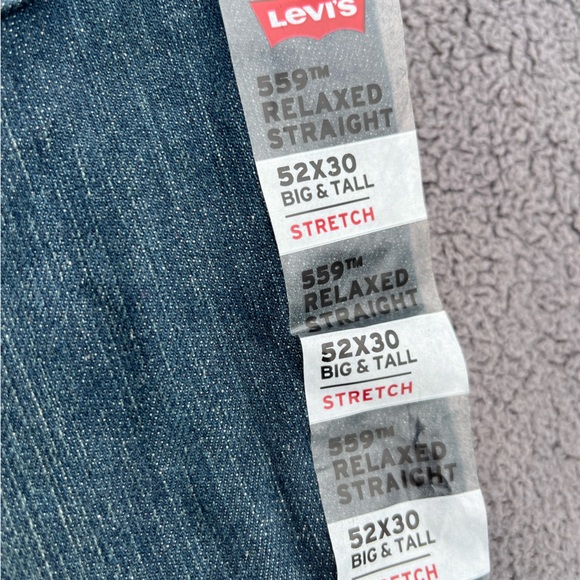 Levi's
559™
RELAXED
STRAIGHT
52X30
BIG & TALL
STRETCH
559™
RELAXED
STRAIGHT
52X30
BIG & TALL
STRETCH
559™
RELAXED
STRAIGHT
52X30
BIG & TALL
STRETCH